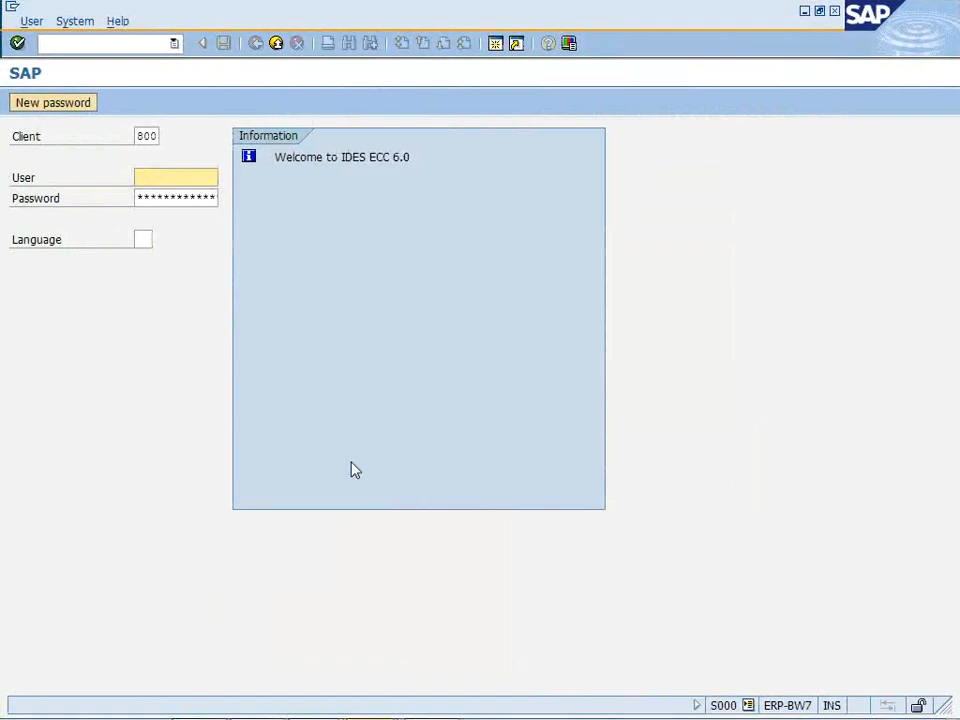 User System Help
SAP
SAP
New password
Client 800
Information
Welcome to IDES ECC 6.0
User
Password ************
Language
S000 ERP-BW7 INS